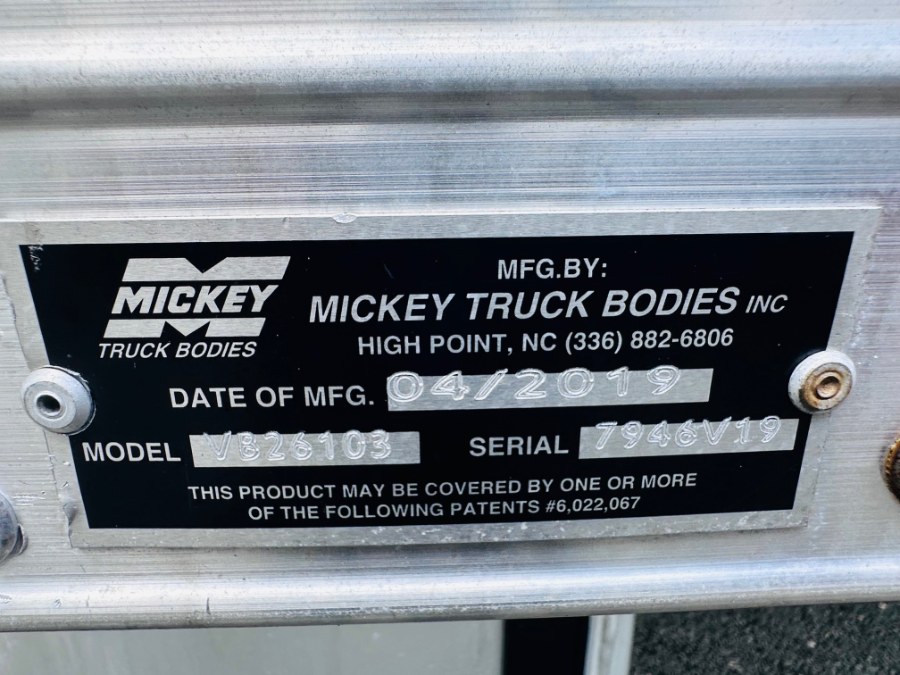 MICKEY
TRUCK BODIES
MFG.BY:
MICKEY TRUCK BODIES INC
HIGH POINT, NC (336) 882-6806
DATE OF MFG. 04/2019
MODEL VB26103 SERIAL 7946V19
THIS PRODUCT MAY BE COVERED BY ONE OR MORE
OF THE FOLLOWING PATENTS #6,022,067